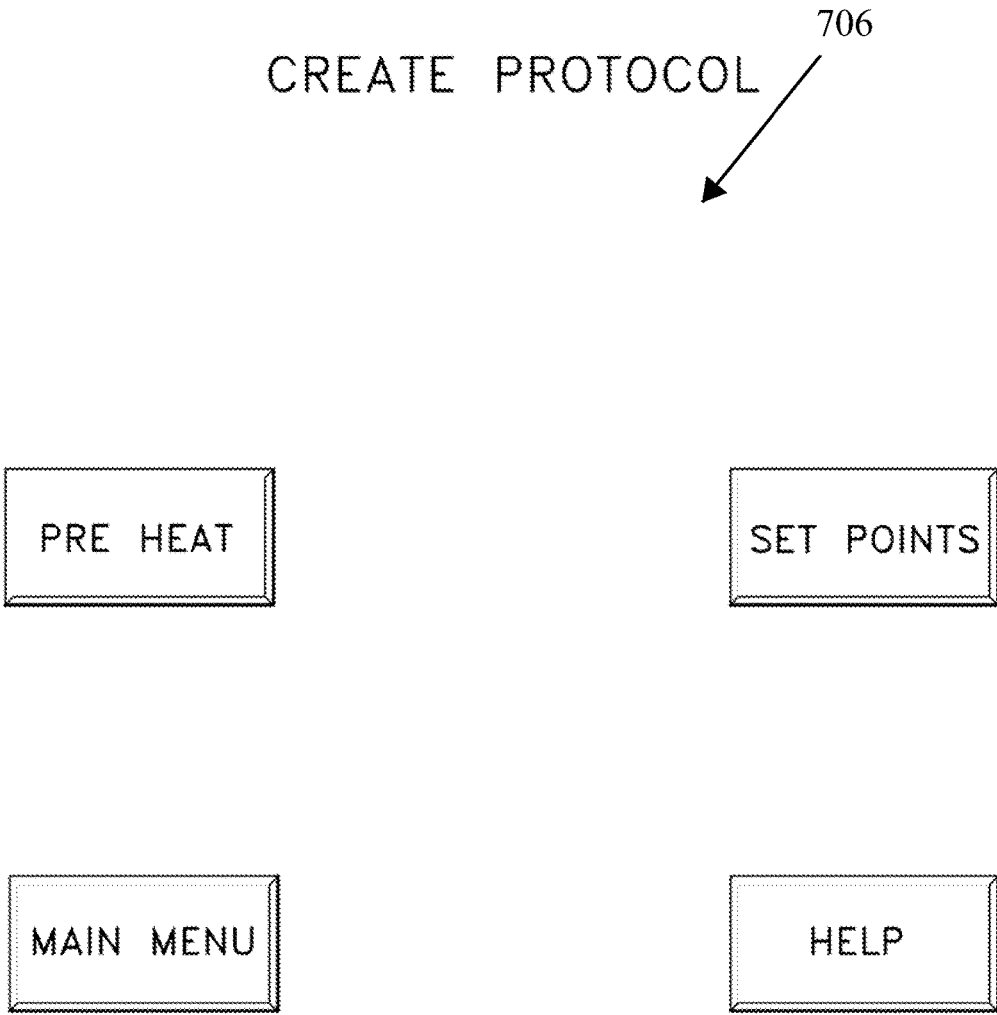 706
CREATE PROTOCOL
PRE HEAT
SET POINTS
MAIN MENU
HELP